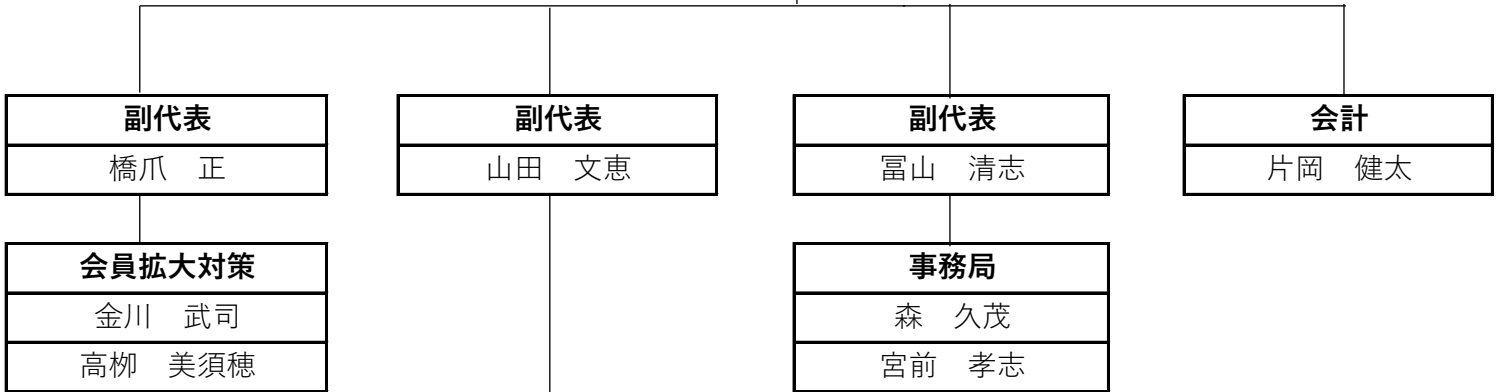 副代表
橋爪　正
副代表
山田　文恵
副代表
冨山　清志
会計
片岡　健太
会員拡大対策
金川　武司
高栁　美須穂
事務局
森　久茂
宮前　孝志